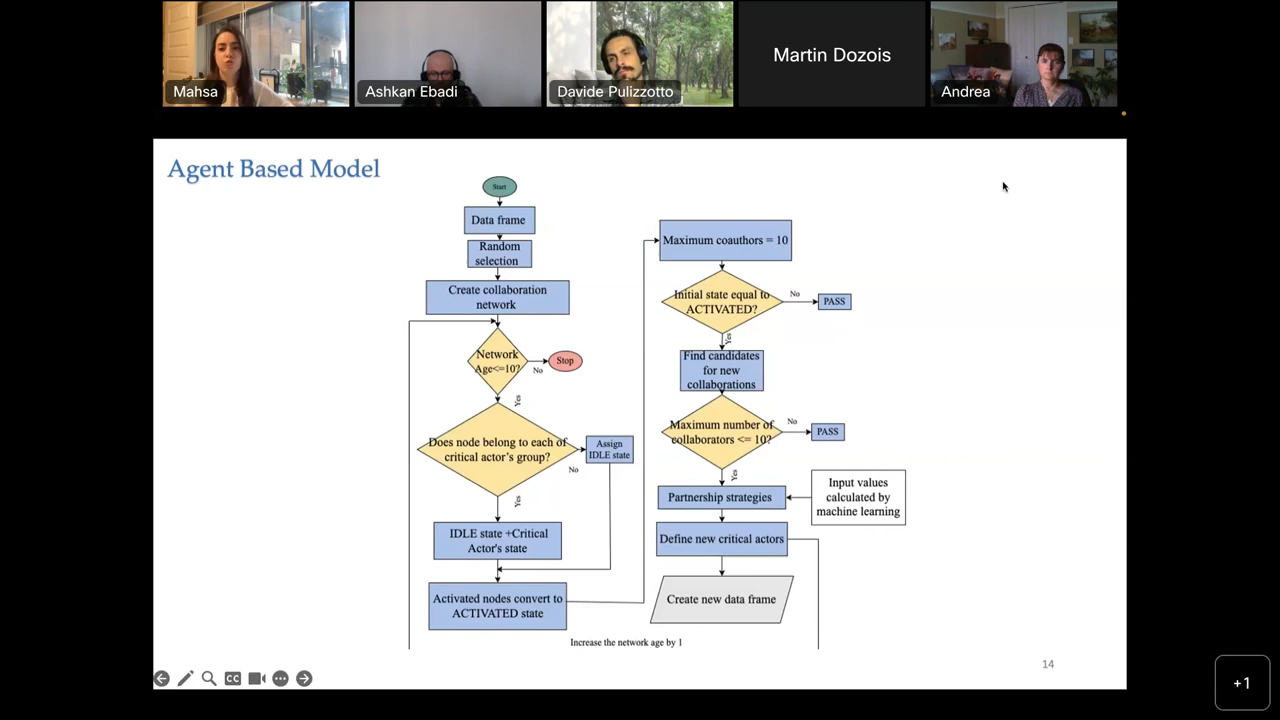 Mahsa
Ashkan Ebadi
Davide Pulizzotto
Martin Dozois
Andrea
Agent Based Model
Start
Data frame
Random
selection
Create collaboration
network
Network
Age<=10?
No
Stop
Yes
Does node belong to each of
critical actor's group?
No
Assign
IDLE state
Yes
IDLE state +Critical
Actor's state
Activated nodes convert to
ACTIVATED state
Maximum coauthors = 10
Initial state equal to
ACTIVATED?
No
PASS
Yes
Find candidates
for new
collaborations
Maximum number of
collaborators <= 10?
No
PASS
Yes
Partnership strategies
Input values
calculated by
machine learning
Define new critical actors
Create new data frame
Increase the network age by 1
14
CC
+1